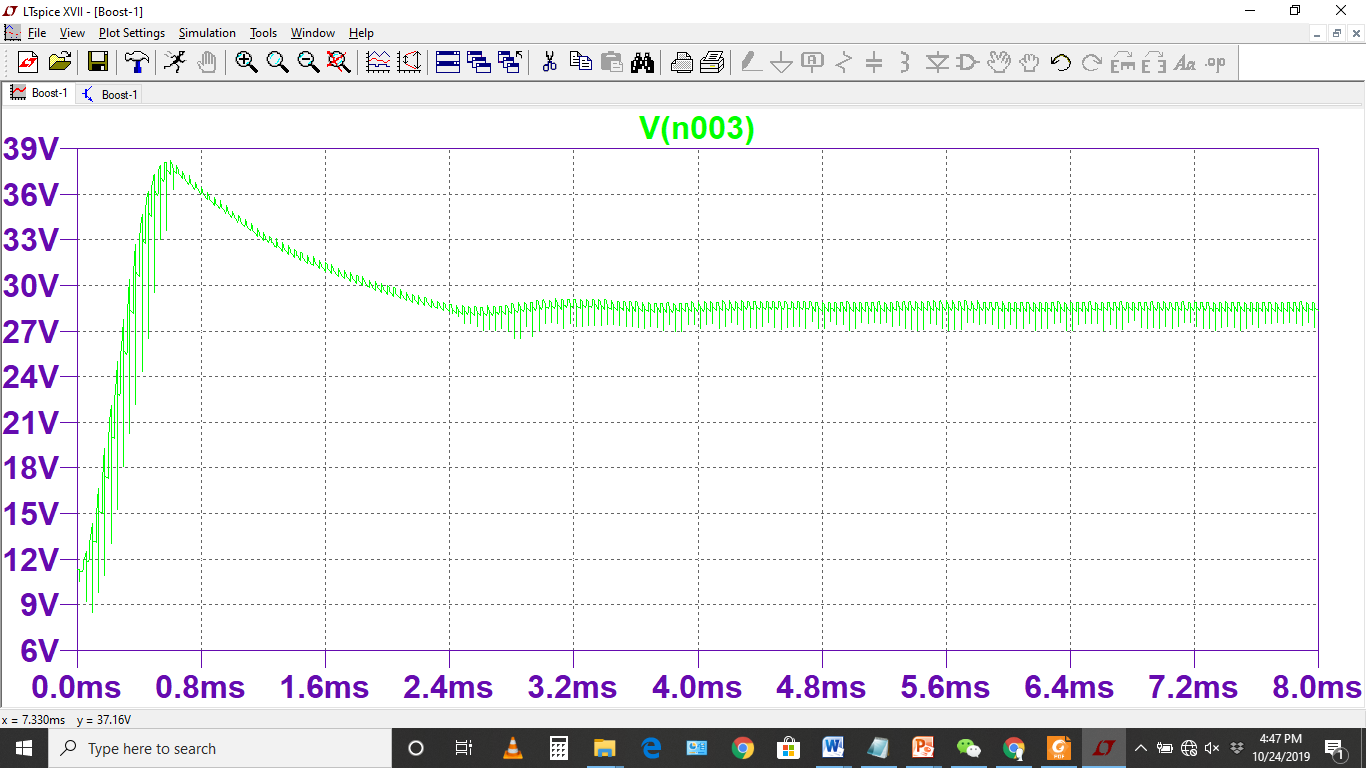 LTspice XVII - [Boost-1]
File View Plot Settings Simulation Tools Window Help
Aa .op
Boost-1 Boost-1
V(n003)
39V
36V
33V
30V
27V
24V
21V
18V
15V
12V
9V
6V
0.0ms 0.8ms 1.6ms 2.4ms 3.2ms 4.0ms 4.8ms 5.6ms 6.4ms 7.2ms 8.0ms
x = 7.330ms y = 37.16V
Type here to search
4:47 PM
10/24/2019
1